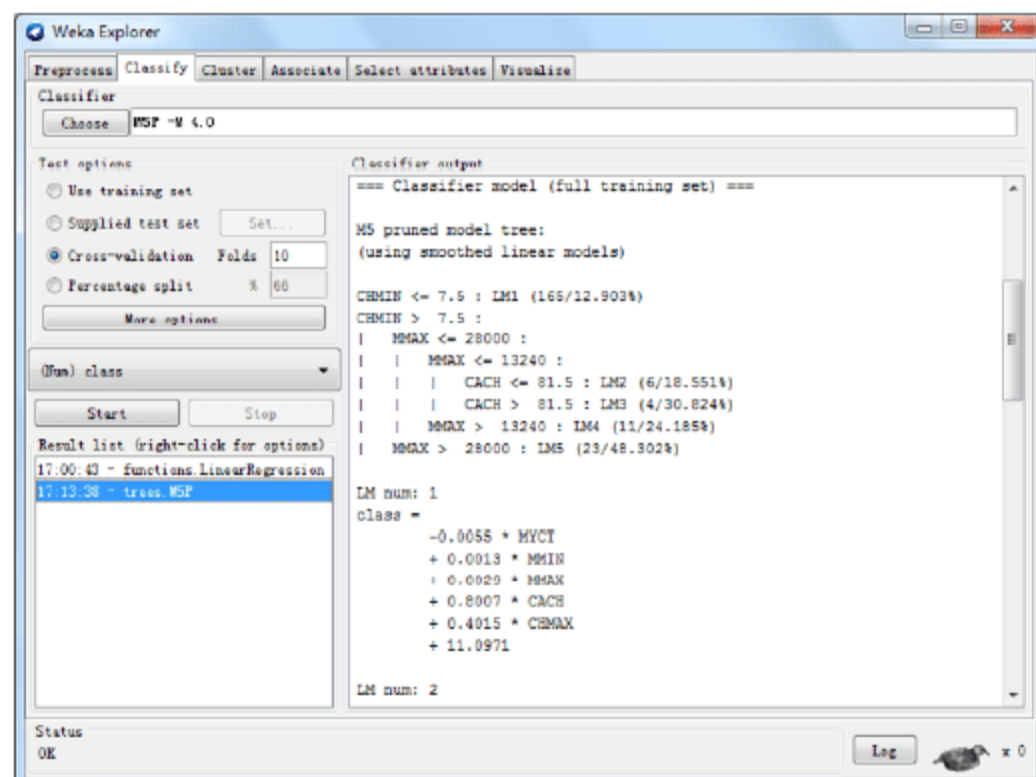 Weka Explorer
Preprocess Classify Cluster Associate Select attributes Visualize
Classifier
Choose M5P -M 4.0
Test options
Use training set
Supplied test set Set...
Cross-validation Folds 10
Percentage split % 66
More options
(Num) class
Start Stop
Result list (right-click for options)
17:00:43 - functions.LinearRegression
17:13:38 - trees.M5P
Classifier output
=== Classifier model (full training set) ===
M5 pruned model tree:
(using smoothed linear models)
CHMIN <= 7.5 : LM1 (165/12.903%)
CHMIN > 7.5 :
| MMAX <= 28000 :
| | MMAX <= 13240 :
| | | CACH <= 81.5 : LM2 (6/18.551%)
| | | CACH > 81.5 : LM3 (4/30.824%)
| | MMAX > 13240 : LM4 (11/24.185%)
| MMAX > 28000 : LM5 (23/48.302%)
LM num: 1
class =
-0.0055 * MYCT
+ 0.0013 * MMIN
+ 0.0029 * MMAX
+ 0.8007 * CACH
+ 0.4015 * CHMAX
+ 11.0971
LM num: 2
Status
OK
Log x 0